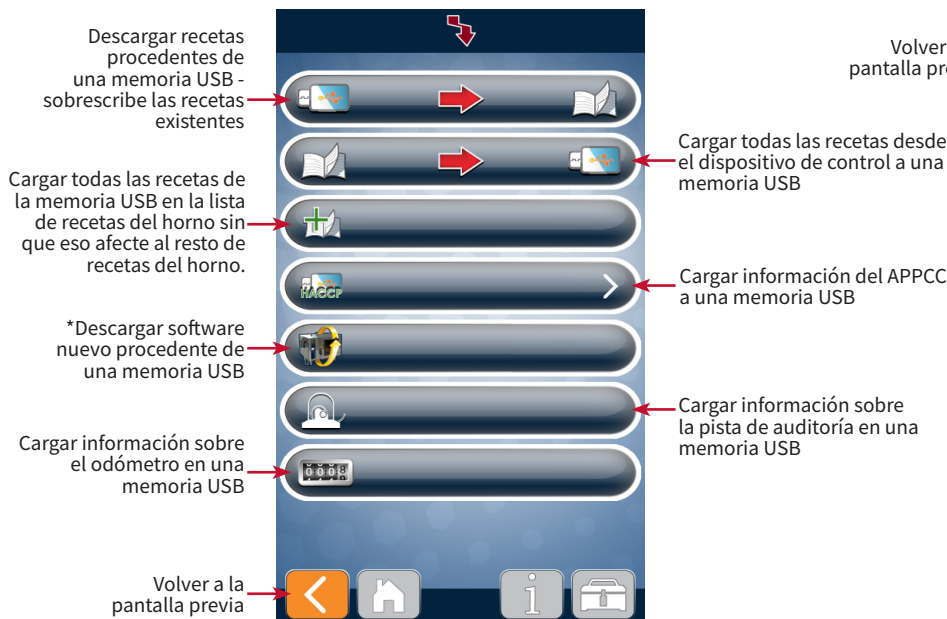 Descargar recetas
procedentes de
una memoria USB -
sobrescribe las recetas
existentes
Volver
pantalla
Cargar todas las recetas desde
el dispositivo de control a una
memoria USB
Cargar todas las recetas de
la memoria USB en la lista
de recetas del horno sin
que eso afecte al resto de
recetas del horno.
HACCP
Cargar información del APPCC
a una memoria USB
*Descargar software
nuevo procedente de
una memoria USB
Cargar información sobre
la pista de auditoría en una
memoria USB
Cargar información sobre
el odómetro en una
memoria USB
Volver a la
pantalla previa
i